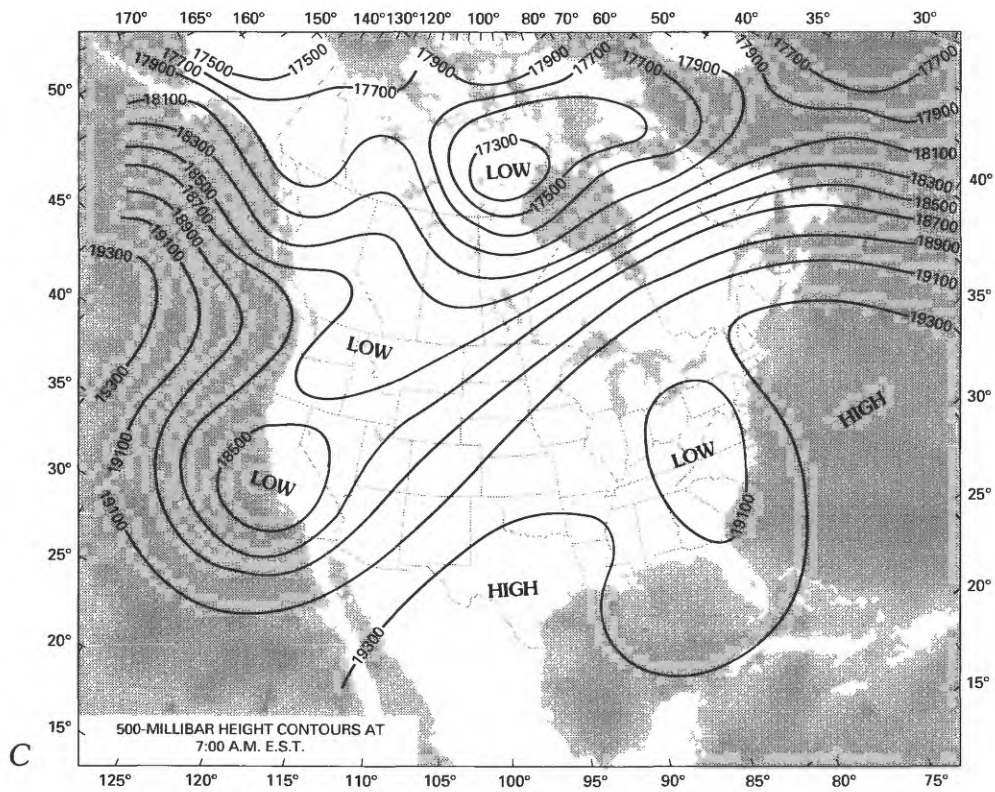 170° 165° 160° 150° 140° 130° 120° 100° 80° 70° 60° 50° 40° 35° 30°
17500 17500
17700 17900 17900 17700 17900 17700 17700
17900 17700 17700
50° 18100 17900
17300 18100
18300 LOW 40°
45° 18500 17500 18300
18700 18500
18900 18700
19100 18900
19300 19100 35°
40° 19300
LOW
35° 15300 30°
HIGH
19100 18500 LOW
30° LOW 25°
19100 19100
25°
HIGH 20°
20° 19300
15°
15° 500-MILLIBAR HEIGHT CONTOURS AT
7:00 A.M. E.S.T.
C
125° 120° 115° 110° 105° 100° 95° 90° 85° 80° 75°